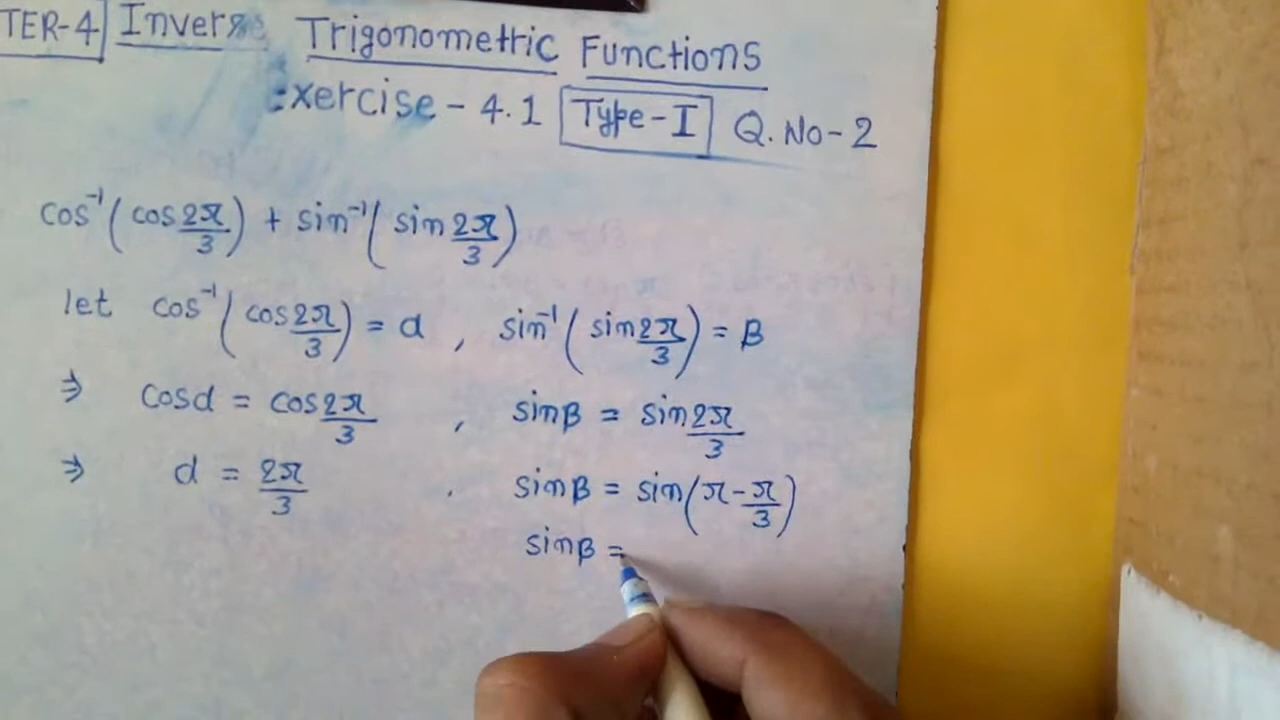 TER-4 Inverse Trigonometric Functions
Exercise - 4.1 Type-I Q. No-2
cos⁻¹(cos 2π/3) + sin⁻¹(sin 2π/3)
let cos⁻¹(cos 2π/3) = α , sin⁻¹(sin 2π/3) = β
⇒ cosα = cos 2π/3 , sinβ = sin 2π/3
⇒ α = 2π/3 , sinβ = sin(π - π/3)
sinβ =